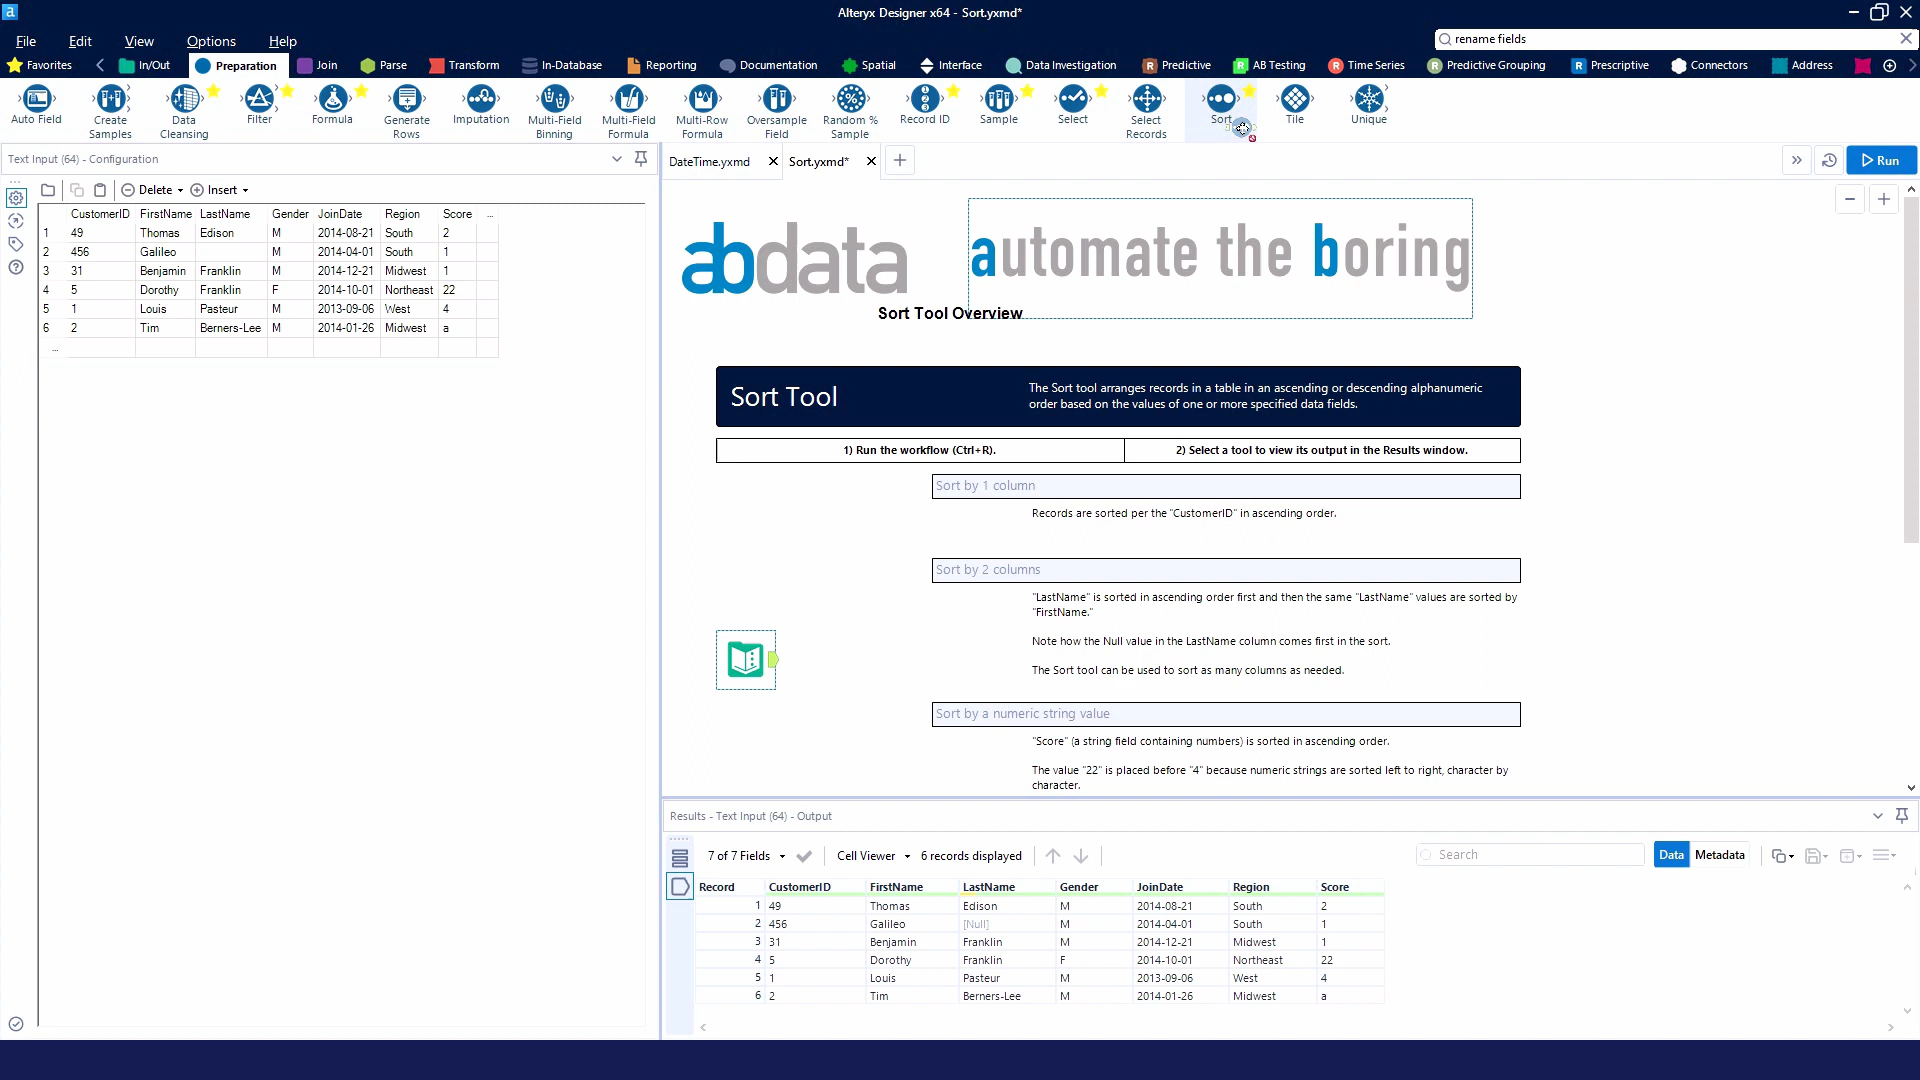 Alteryx Designer x64 - Sort.yxmd*
File Edit View Options Help
rename fields
Favorites In/Out Preparation Join Parse Transform In-Database Reporting Documentation Spatial Interface Data Investigation Predictive AB Testing Time Series Predictive Grouping Prescriptive Connectors Address
Auto Field
Create Samples
Data Cleansing
Filter
Formula
Generate Rows
Imputation
Multi-Field Binning
Multi-Field Formula
Multi-Row Formula
Oversample Field
Random % Sample
Record ID
Sample
Select
Select Records
Sort
Tile
Unique
Text Input (64) - Configuration
Delete Insert
CustomerID FirstName LastName Gender JoinDate Region Score ...
1 49 Thomas Edison M 2014-08-21 South 2
2 456 Galileo M 2014-04-01 South 1
3 31 Benjamin Franklin M 2014-12-21 Midwest 1
4 5 Dorothy Franklin F 2014-10-01 Northeast 22
5 1 Louis Pasteur M 2013-09-06 West 4
6 2 Tim Berners-Lee M 2014-01-26 Midwest a
...
DateTime.yxmd Sort.yxmd* Run
abdata
automate the boring
Sort Tool Overview
Sort Tool
The Sort tool arranges records in a table in an ascending or descending alphanumeric
order based on the values of one or more specified data fields.
1) Run the workflow (Ctrl+R). 2) Select a tool to view its output in the Results window.
Sort by 1 column
Records are sorted per the "CustomerID" in ascending order.
Sort by 2 columns
"LastName" is sorted in ascending order first and then the same "LastName" values are sorted by
"FirstName."
Note how the Null value in the LastName column comes first in the sort.
The Sort tool can be used to sort as many columns as needed.
Sort by a numeric string value
"Score" (a string field containing numbers) is sorted in ascending order.
The value "22" is placed before "4" because numeric strings are sorted left to right, character by
character.
Results - Text Input (64) - Output
7 of 7 Fields Cell Viewer 6 records displayed Search Data Metadata
Record CustomerID FirstName LastName Gender JoinDate Region Score
1 49 Thomas Edison M 2014-08-21 South 2
2 456 Galileo [Null] M 2014-04-01 South 1
3 31 Benjamin Franklin M 2014-12-21 Midwest 1
4 5 Dorothy Franklin F 2014-10-01 Northeast 22
5 1 Louis Pasteur M 2013-09-06 West 4
6 2 Tim Berners-Lee M 2014-01-26 Midwest a